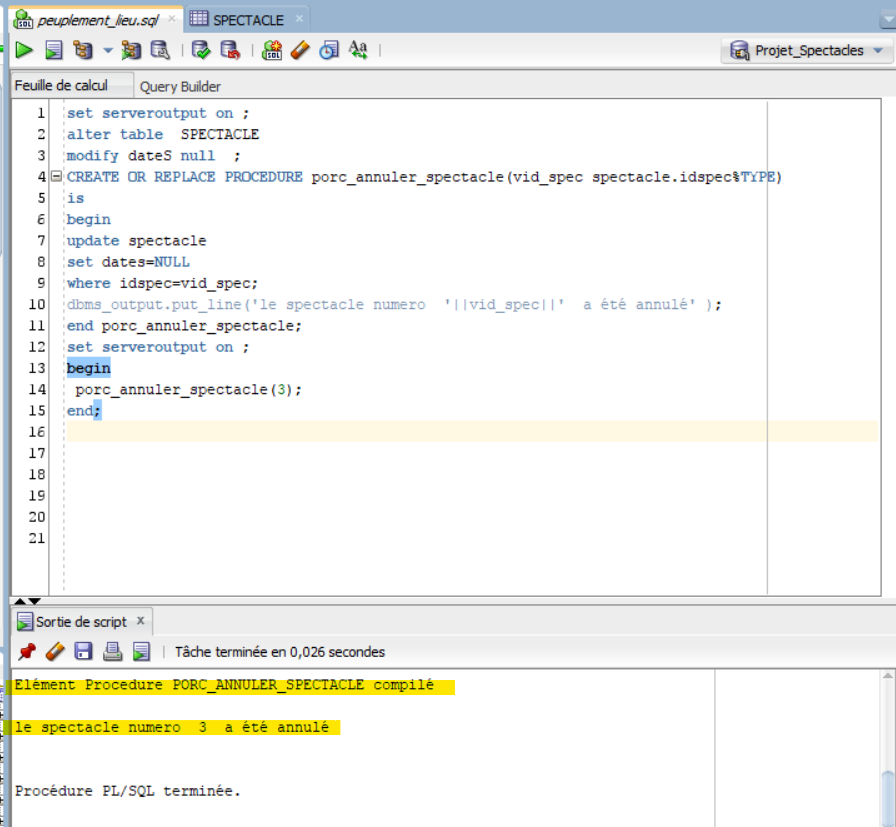 peuplement_lieu.sql × SPECTACLE ×
Projet_Spectacles
Feuille de calcul Query Builder
1 set serveroutput on ;
2 alter table  SPECTACLE
3 modify dateS null  ;
4 CREATE OR REPLACE PROCEDURE porc_annuler_spectacle(vid_spec spectacle.idspec%TYPE)
5 is
6 begin
7 update spectacle
8 set dates=NULL
9 where idspec=vid_spec;
10 dbms_output.put_line('le spectacle numero  '||vid_spec||'  a été annulé' );
11 end porc_annuler_spectacle;
12 set serveroutput on ;
13 begin
14  porc_annuler_spectacle(3);
15 end;
16
17
18
19
20
21
Sortie de script ×
Tâche terminée en 0,026 secondes
Elément Procedure PORC_ANNULER_SPECTACLE compilé
le spectacle numero  3  a été annulé
Procédure PL/SQL terminée.